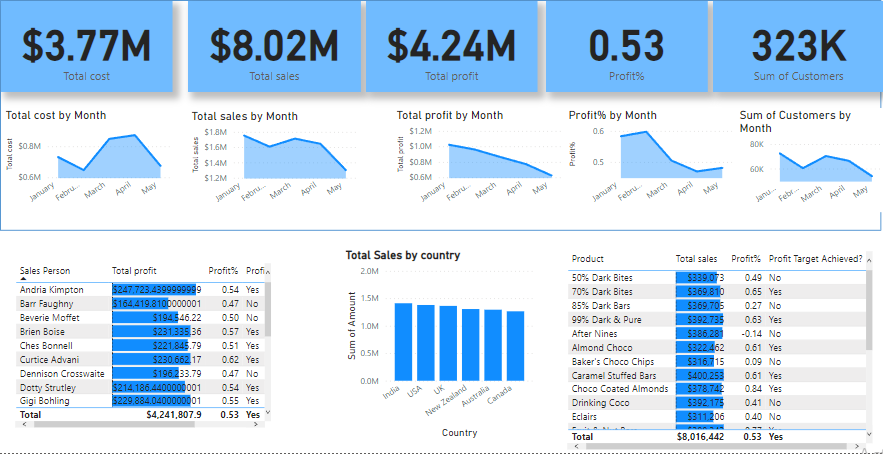 $3.77M
Total cost
$8.02M
Total sales
$4.24M
Total profit
0.53
Profit%
323K
Sum of Customers
Total cost by Month
Total cost
$0.8M
$0.6M
January
Febru...
March
April
May
Total sales by Month
Total sales
$1.8M
$1.6M
$1.4M
$1.2M
January
Febru...
March
April
May
Total profit by Month
Total profit
$1.2M
$1.0M
$0.8M
$0.6M
January
Febru...
March
April
May
Profit% by Month
Profit%
0.6
0.5
January
Febru...
March
April
May
Sum of Customers by
Month
80K
60K
Janu...
Febr...
March
April
May
Sales Person Total profit Profit% Profi
Andria Kimpton $247,723.4399999999 0.54 Yes
Barr Faughny $164,419.8100000001 0.47 No
Beverie Moffet $194,546.22 0.50 No
Brien Boise $231,335.36 0.57 Yes
Ches Bonnell $221,845.79 0.51 Yes
Curtice Advani $230,662.17 0.62 Yes
Dennison Crosswaite $196,233.79 0.47 No
Dotty Strutley $214,186.4400000001 0.54 Yes
Gigi Bohling $229,884.0400000001 0.55 Yes
Total $4,241,807.9 0.53 Yes
Total Sales by country
Sum of Amount
2.0M
1.5M
1.0M
0.5M
0.0M
India
USA
UK
New Zealand
Australia
Canada
Country
Product Total sales Profit% Profit Target Achieved?
50% Dark Bites $339,073 0.49 No
70% Dark Bites $369,810 0.65 Yes
85% Dark Bars $369,705 0.27 No
99% Dark & Pure $392,735 0.63 Yes
After Nines $386,281 -0.14 No
Almond Choco $322,462 0.61 Yes
Baker's Choco Chips $316,715 0.09 No
Caramel Stuffed Bars $400,253 0.61 Yes
Choco Coated Almonds $378,742 0.84 Yes
Drinking Coco $392,175 0.41 No
Eclairs $311,206 0.40 No
Total $8,016,442 0.53 Yes